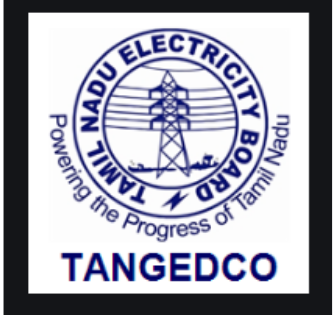 TAMIL NADU ELECTRICITY BOARD
Powering the Progress of Tamil Nadu
TANGEDCO